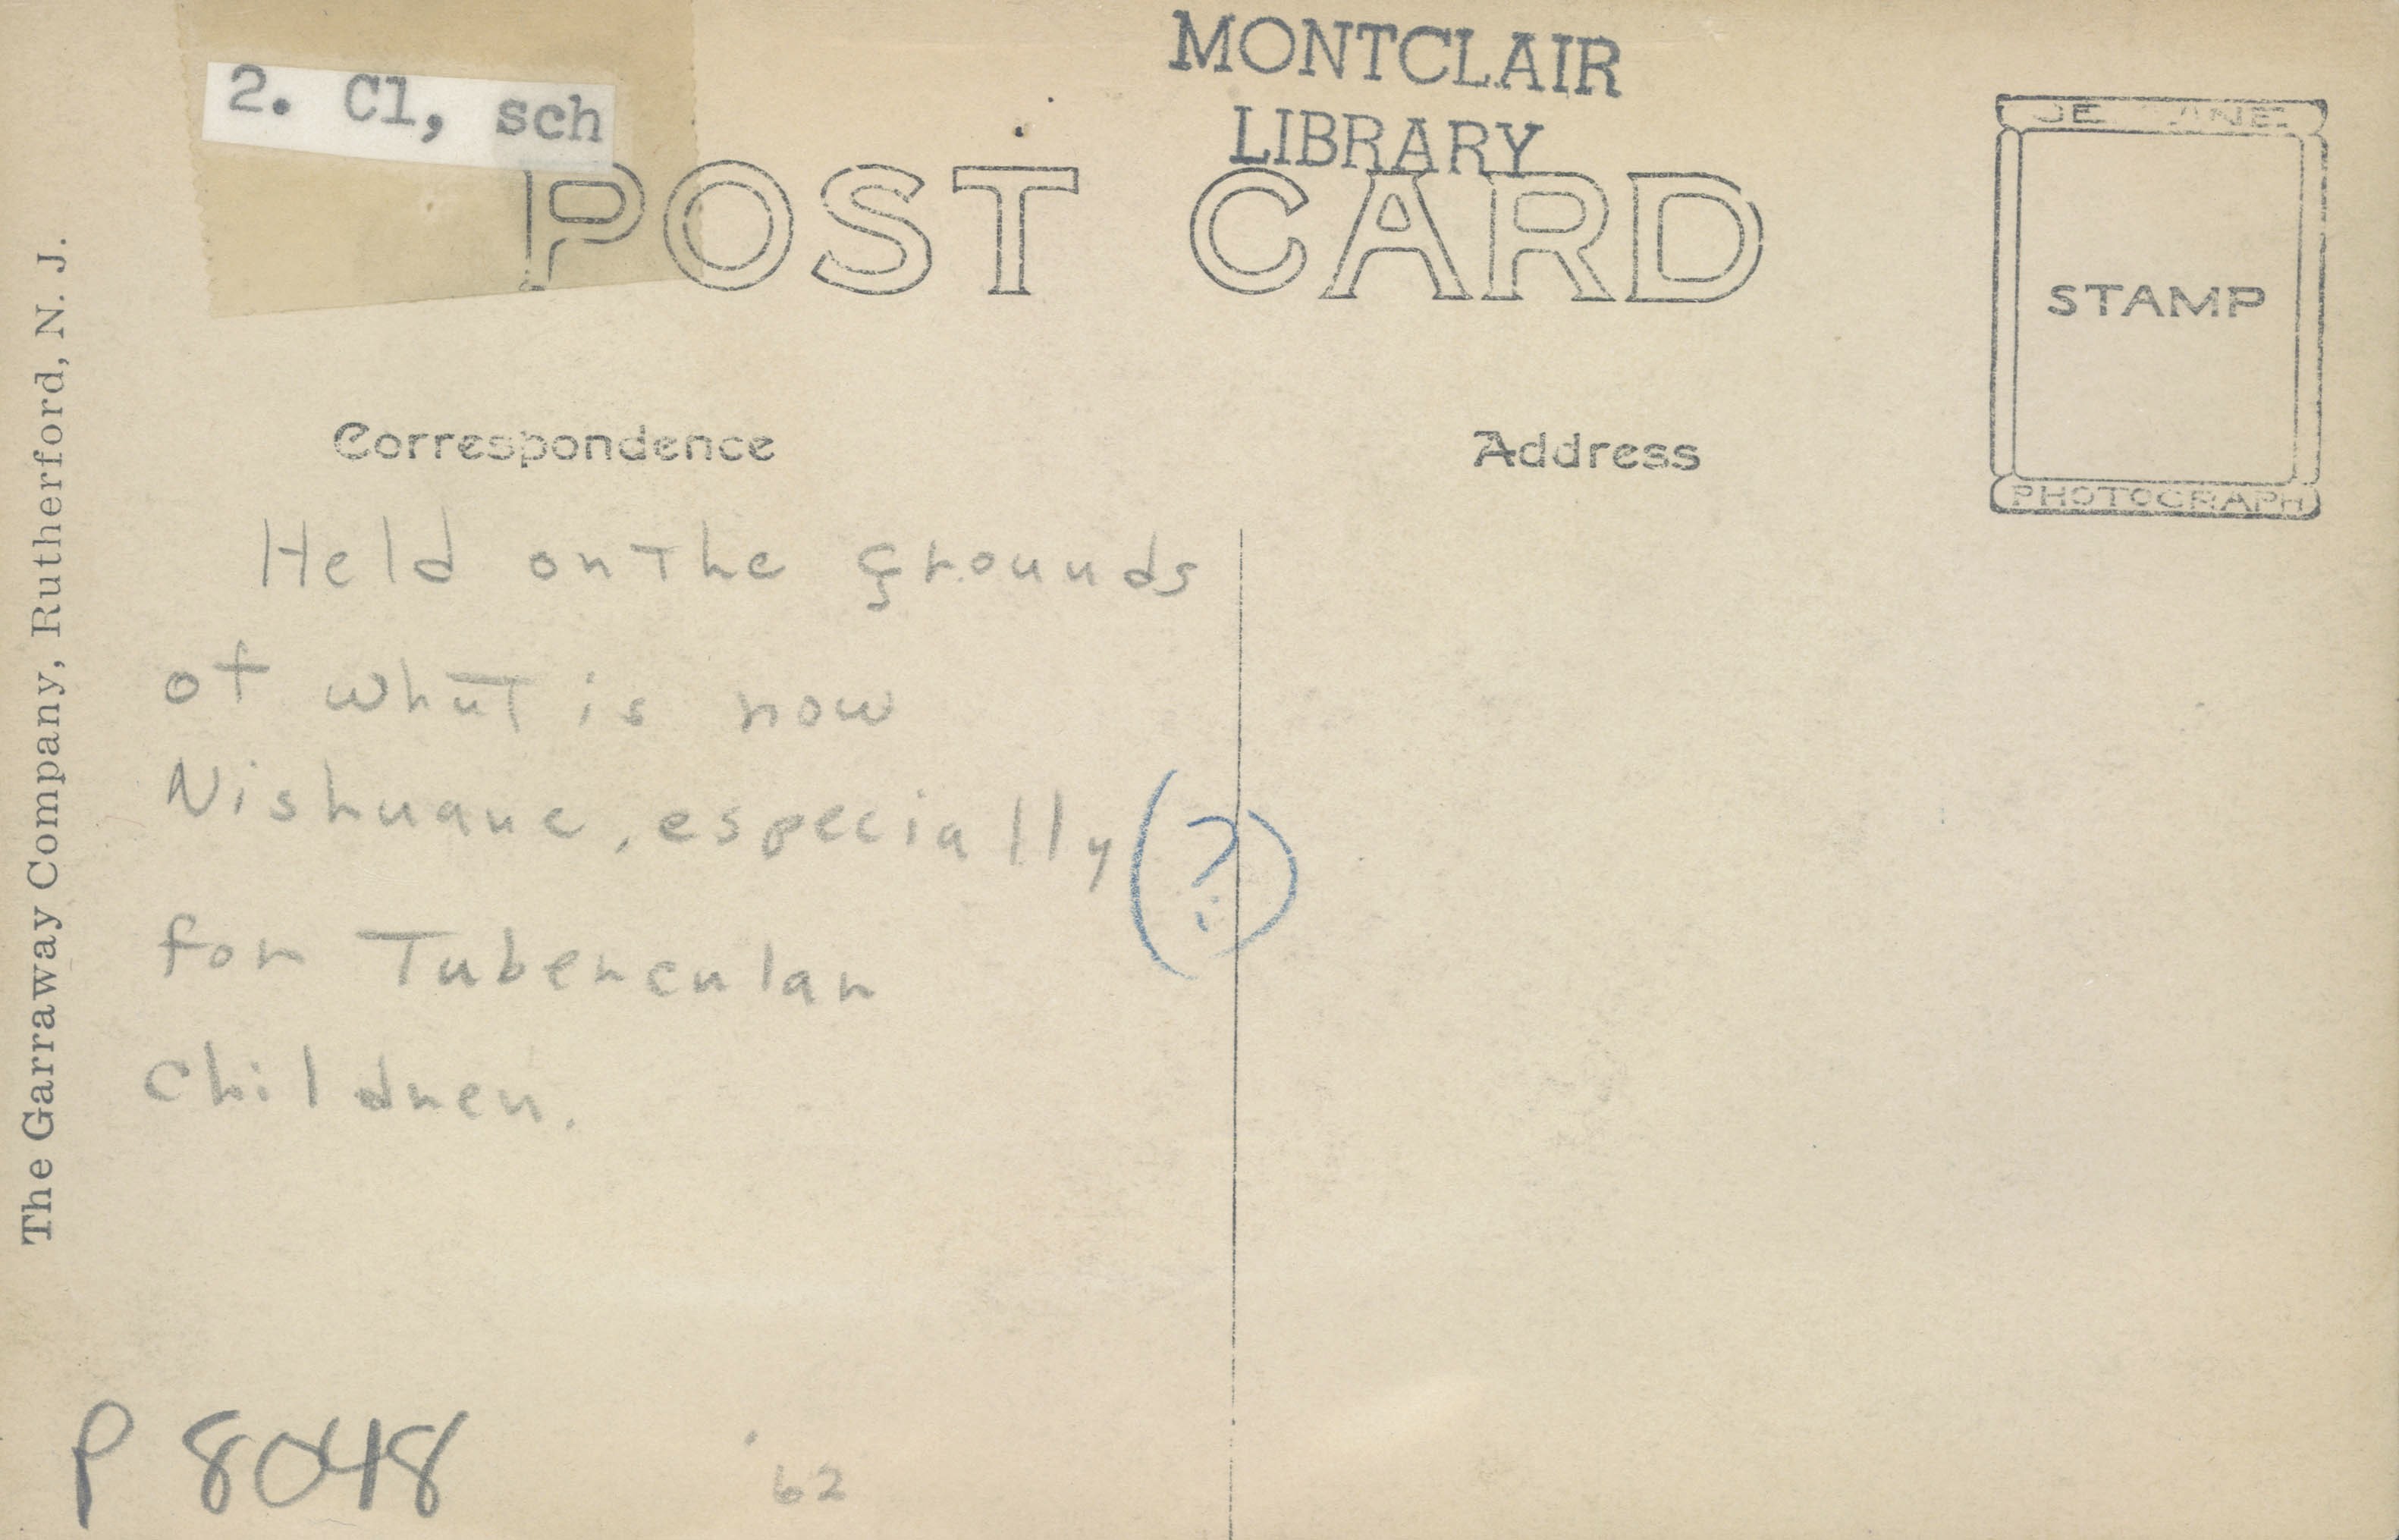 2. Cl, sch
MONTCLAIR
LIBRARY
POST CARD
STAMP
PHOTOGRAPH
Correspondence
Address
Held on the grounds
of what is now
Nishuane, especially (?)
for Tubercular
Children.
The Garraway Company, Rutherford, N. J.
P 8048
62